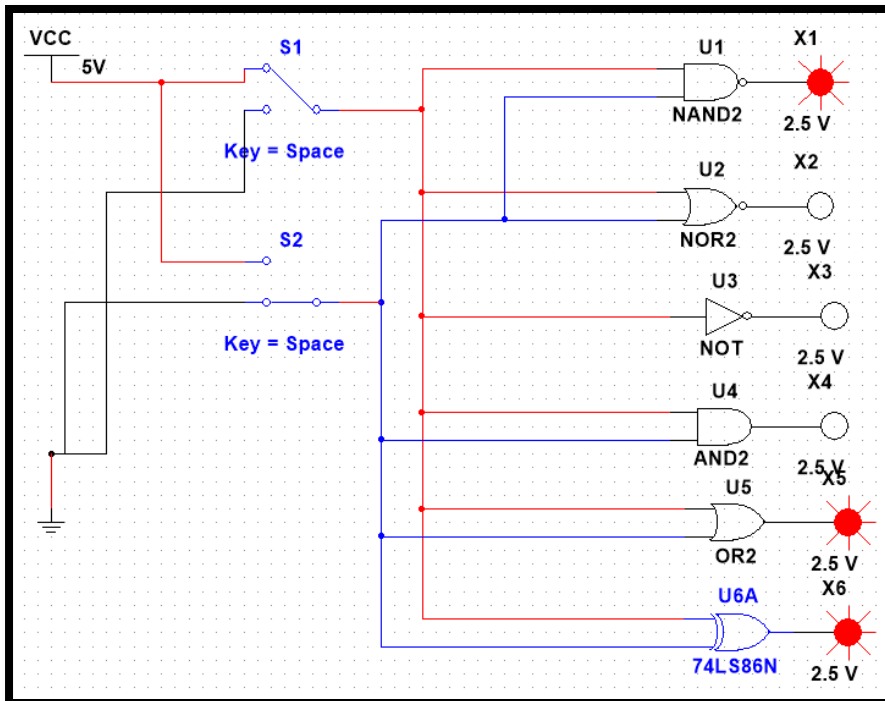 VCC
5V
S1
Key = Space
S2
Key = Space
U1
NAND2
X1
2.5 V
U2
NOR2
X2
2.5 V
U3
NOT
X3
2.5 V
U4
AND2
X4
2.5 V
U5
OR2
X5
2.5 V
U6A
74LS86N
X6
2.5 V